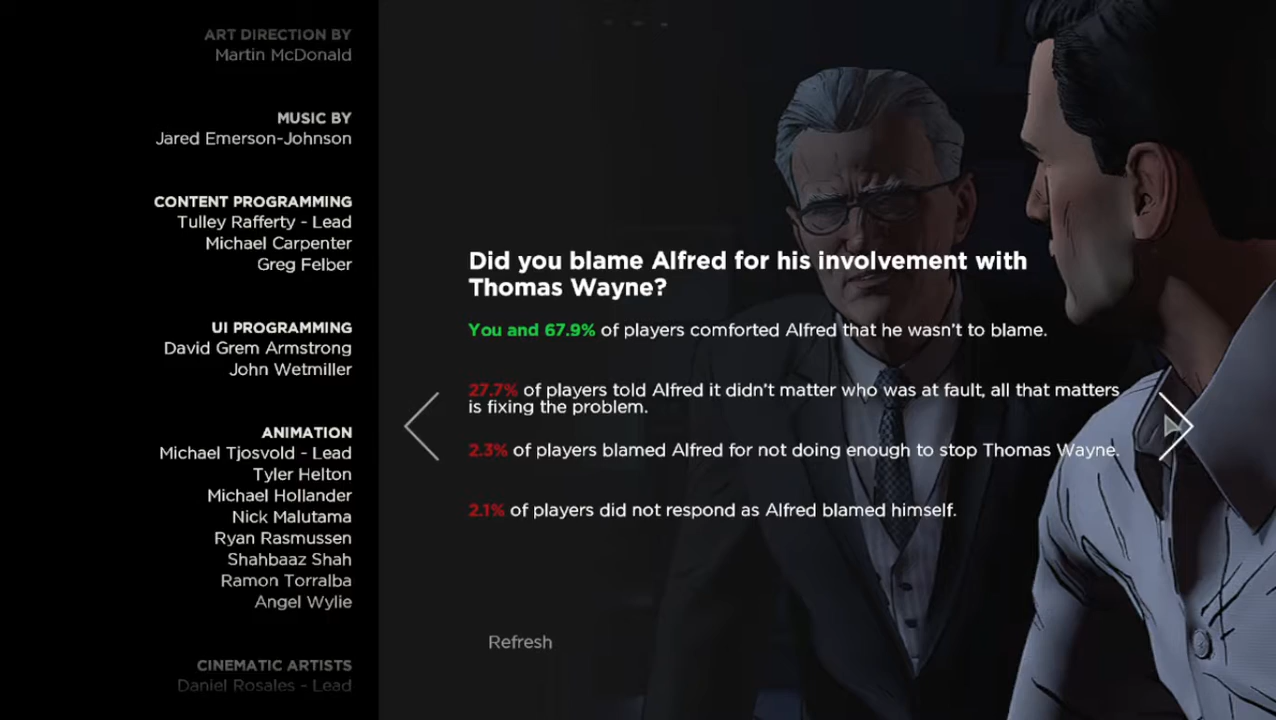 ART DIRECTION BY
Martin McDonald
MUSIC BY
Jared Emerson-Johnson
CONTENT PROGRAMMING
Tulley Rafferty - Lead
Michael Carpenter
Greg Felber
UI PROGRAMMING
David Grem Armstrong
John Wetmiller
ANIMATION
Michael Tjosvold - Lead
Tyler Helton
Michael Hollander
Nick Malutama
Ryan Rasmussen
Shahbaaz Shah
Ramon Torralba
Angel Wylie
CINEMATIC ARTISTS
Daniel Rosales - Lead
Did you blame Alfred for his involvement with
Thomas Wayne?
You and 67.9% of players comforted Alfred that he wasn't to blame.
27.7% of players told Alfred it didn't matter who was at fault, all that matters
is fixing the problem.
2.3% of players blamed Alfred for not doing enough to stop Thomas Wayne.
2.1% of players did not respond as Alfred blamed himself.
Refresh